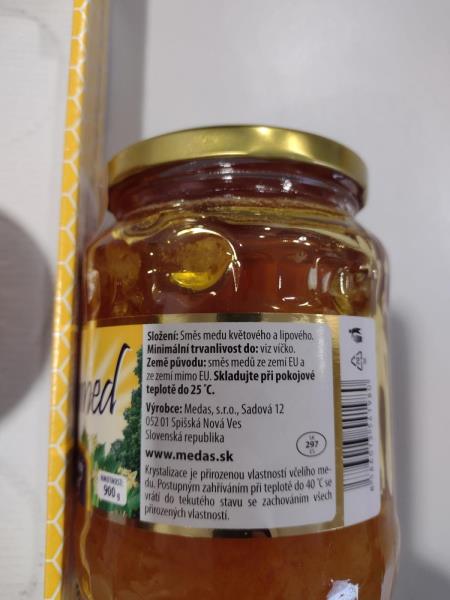 Složení: Směs medu květového a lipového.
Minimální trvanlivost do: viz víčko.
Země původu: směs medů ze zemí EU a
ze zemí mimo EU. Skladujte při pokojové
teplotě do 25 °C.
Výrobce: Medas, s.r.o., Sadová 12
052 01 Spišská Nová Ves
Slovenská republika
www.medas.sk
SK
297
ES
Krystalizace je přirozenou vlastností včelího me-
du. Postupným zahříváním při teplotě do 40 °C se
vrátí do tekutého stavu se zachováním všech
přirozených vlastností.
med
HMOTNOST:
900 g